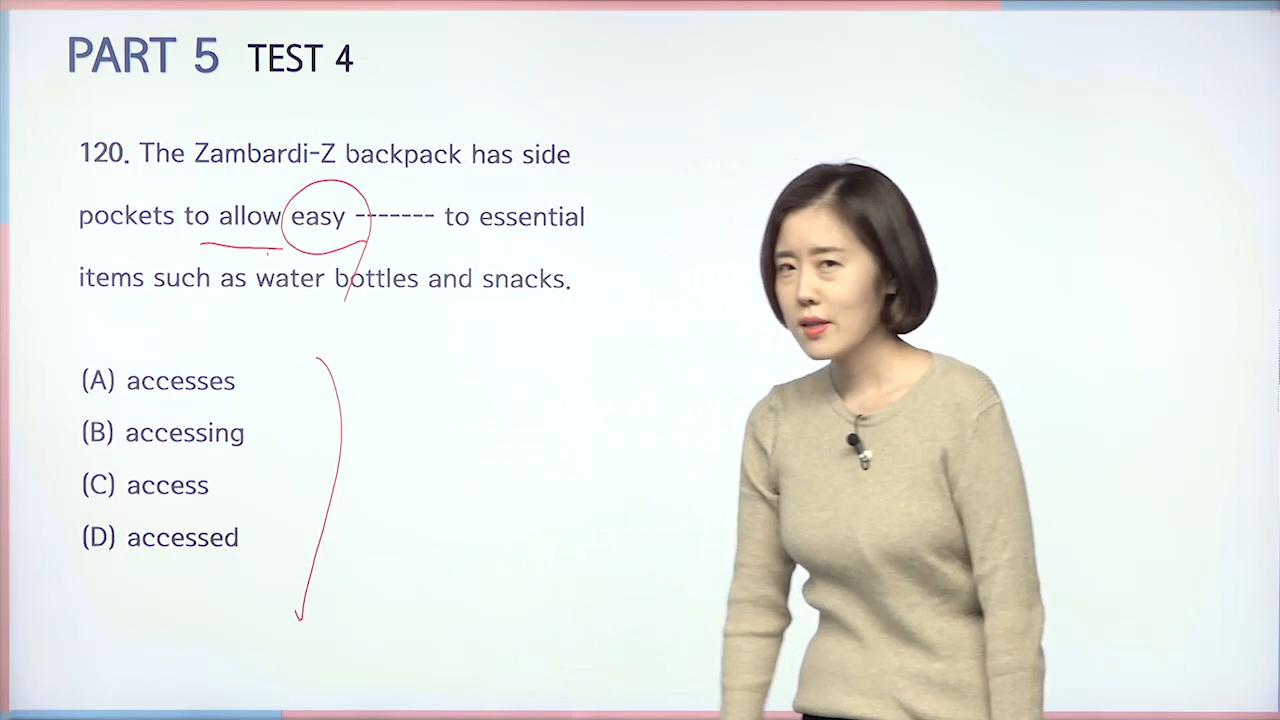 PART 5 TEST 4
120. The Zambardi-Z backpack has side
pockets to allow easy ------- to essential
items such as water bottles and snacks.
(A) accesses
(B) accessing
(C) access
(D) accessed